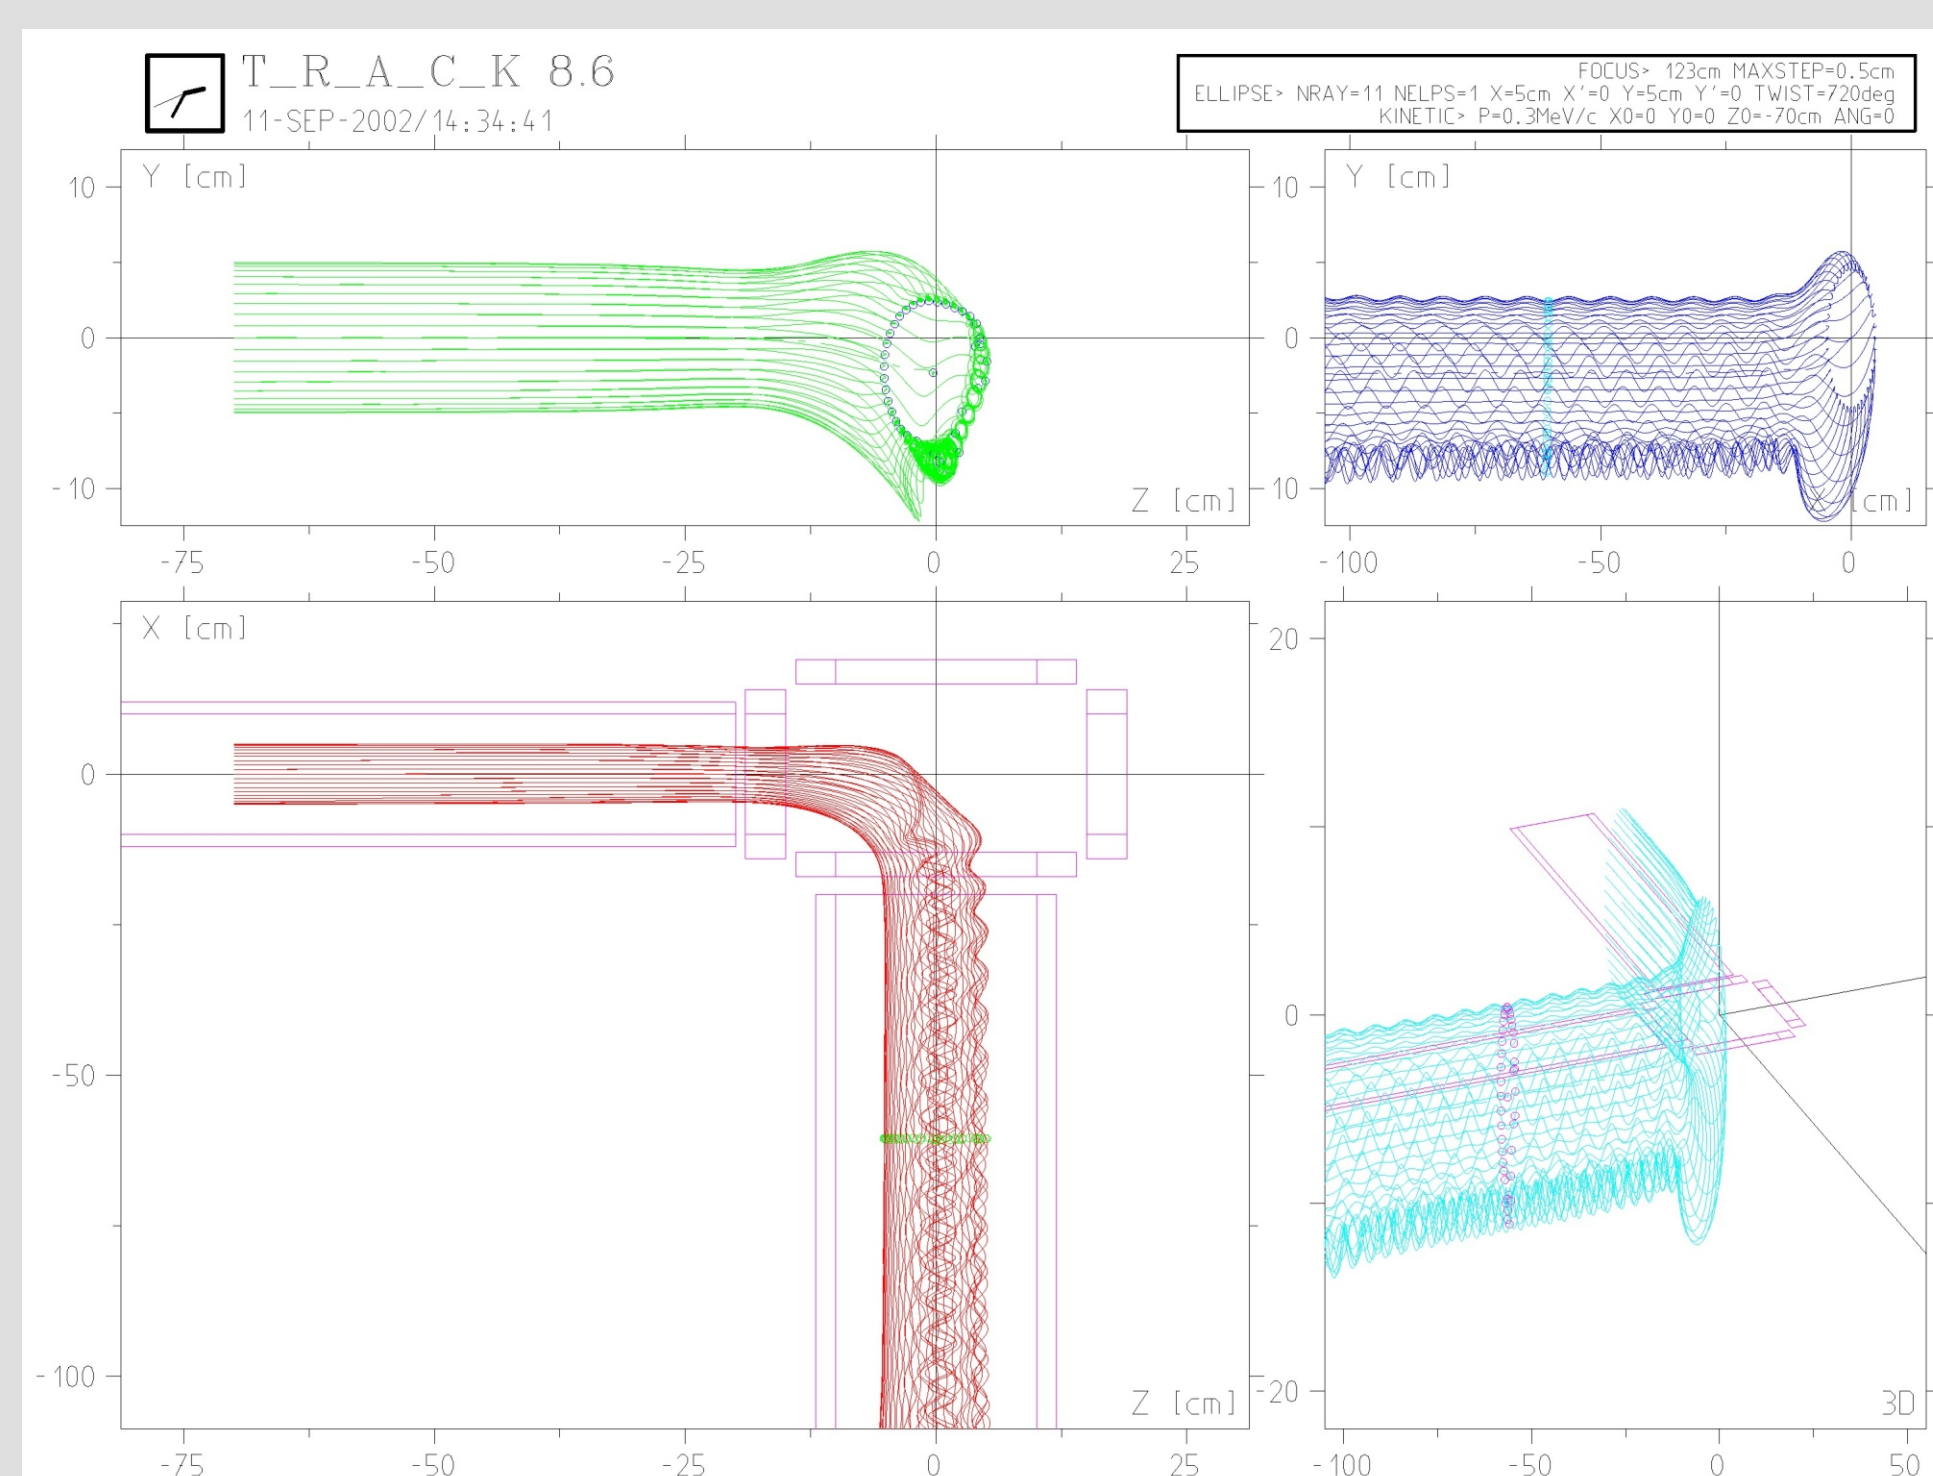 T_R_A_C_K 8.6
11-SEP-2002/14:34:41
FOCUS> 123cm MAXSTEP=0.5cm
ELLIPSE> NRAY=11 NELPS=1 X=5cm X'=0 Y=5cm Y'=0 TWIST=720deg
KINETIC> P=0.3MeV/c X0=0 Y0=0 Z0=-70cm ANG=0
Y [cm]
10
0
-10
Z [cm]
-75 -50 -25 0 25
Y [cm]
10
0
10
[cm]
-100 -50 0
X [cm]
0
-50
-100
Z [cm]
-75 -50 -25 0 25
20
0
-20
3D
-100 -50 0 50